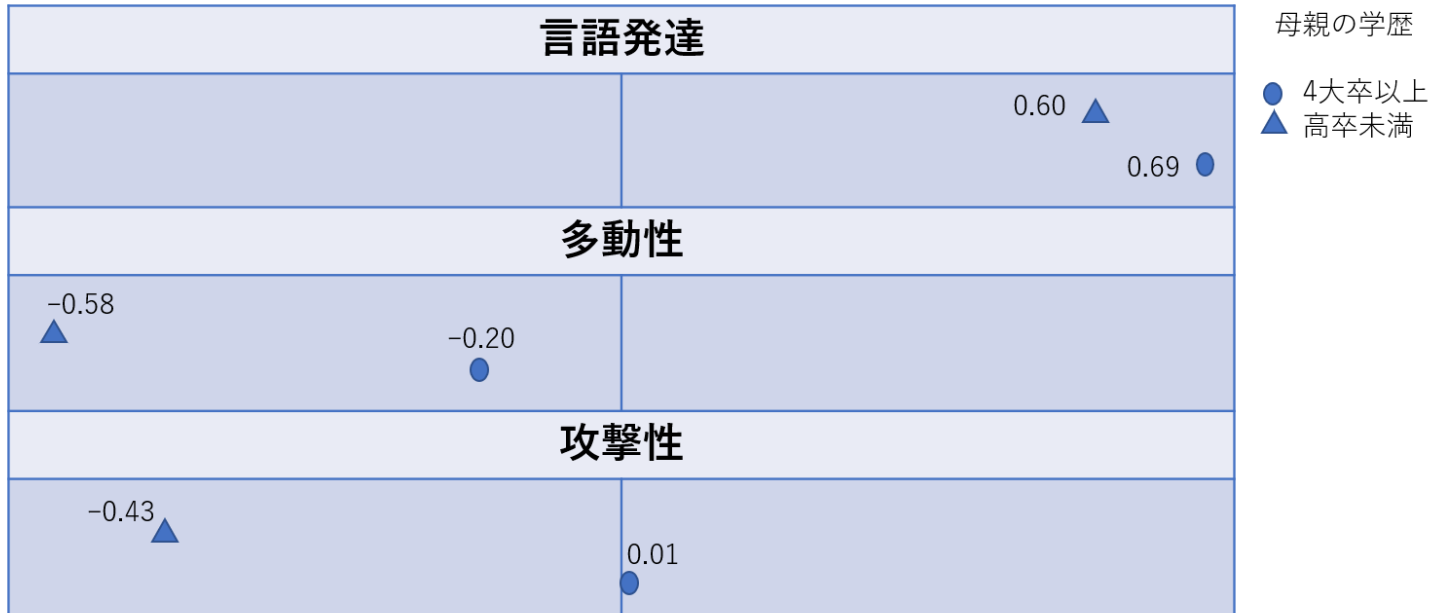 言語発達
母親の学歴
4大卒以上
高卒未満
0.60
0.69
多動性
−0.58
−0.20
攻撃性
−0.43
0.01